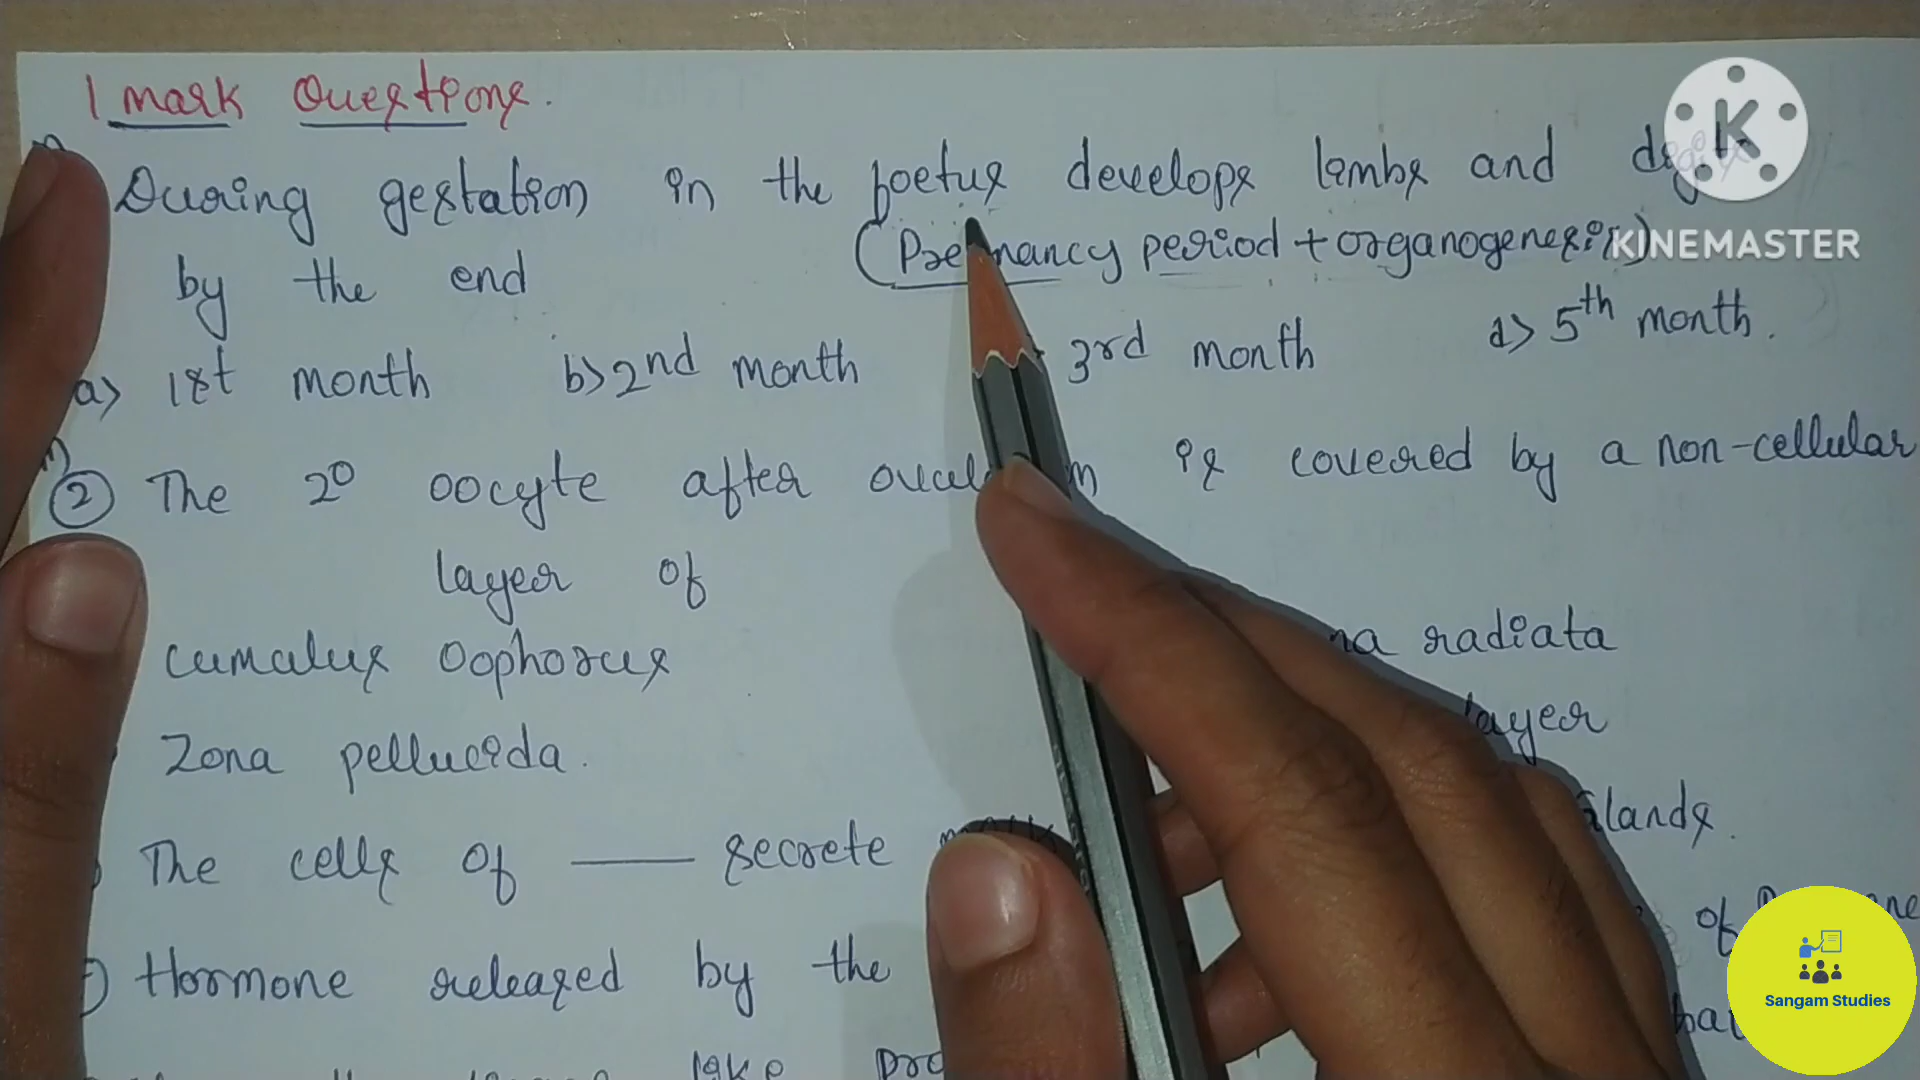 1 mark Questions.
During gestation in the foetus develops limbs and
(Pregnancy period + organogenesis)
by the end
a) 1st month b) 2nd month 3rd month d) 5th month.
② The 2° oocyte after ovulation is covered by a non-cellular
layer of
Cumulus Oophorus radiata
Zona pellucida. layer
The cells of —— secrete Glands.
Hormone released by the of
KINEMASTER
Sangam Studies